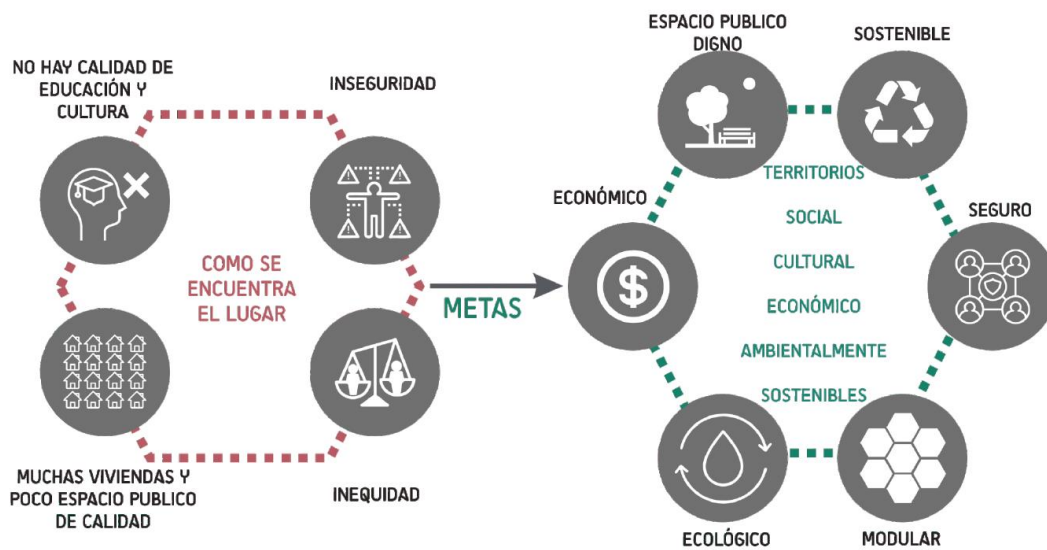 NO HAY CALIDAD DE
EDUCACIÓN Y
CULTURA
INSEGURIDAD
COMO SE
ENCUENTRA
EL LUGAR
MUCHAS VIVIENDAS Y
POCO ESPACIO PUBLICO
DE CALIDAD
INEQUIDAD
METAS
ESPACIO PUBLICO
DIGNO
SOSTENIBLE
ECONÓMICO
$
SEGURO
TERRITORIOS
SOCIAL
CULTURAL
ECONÓMICO
AMBIENTALMENTE
SOSTENIBLES
ECOLÓGICO
MODULAR